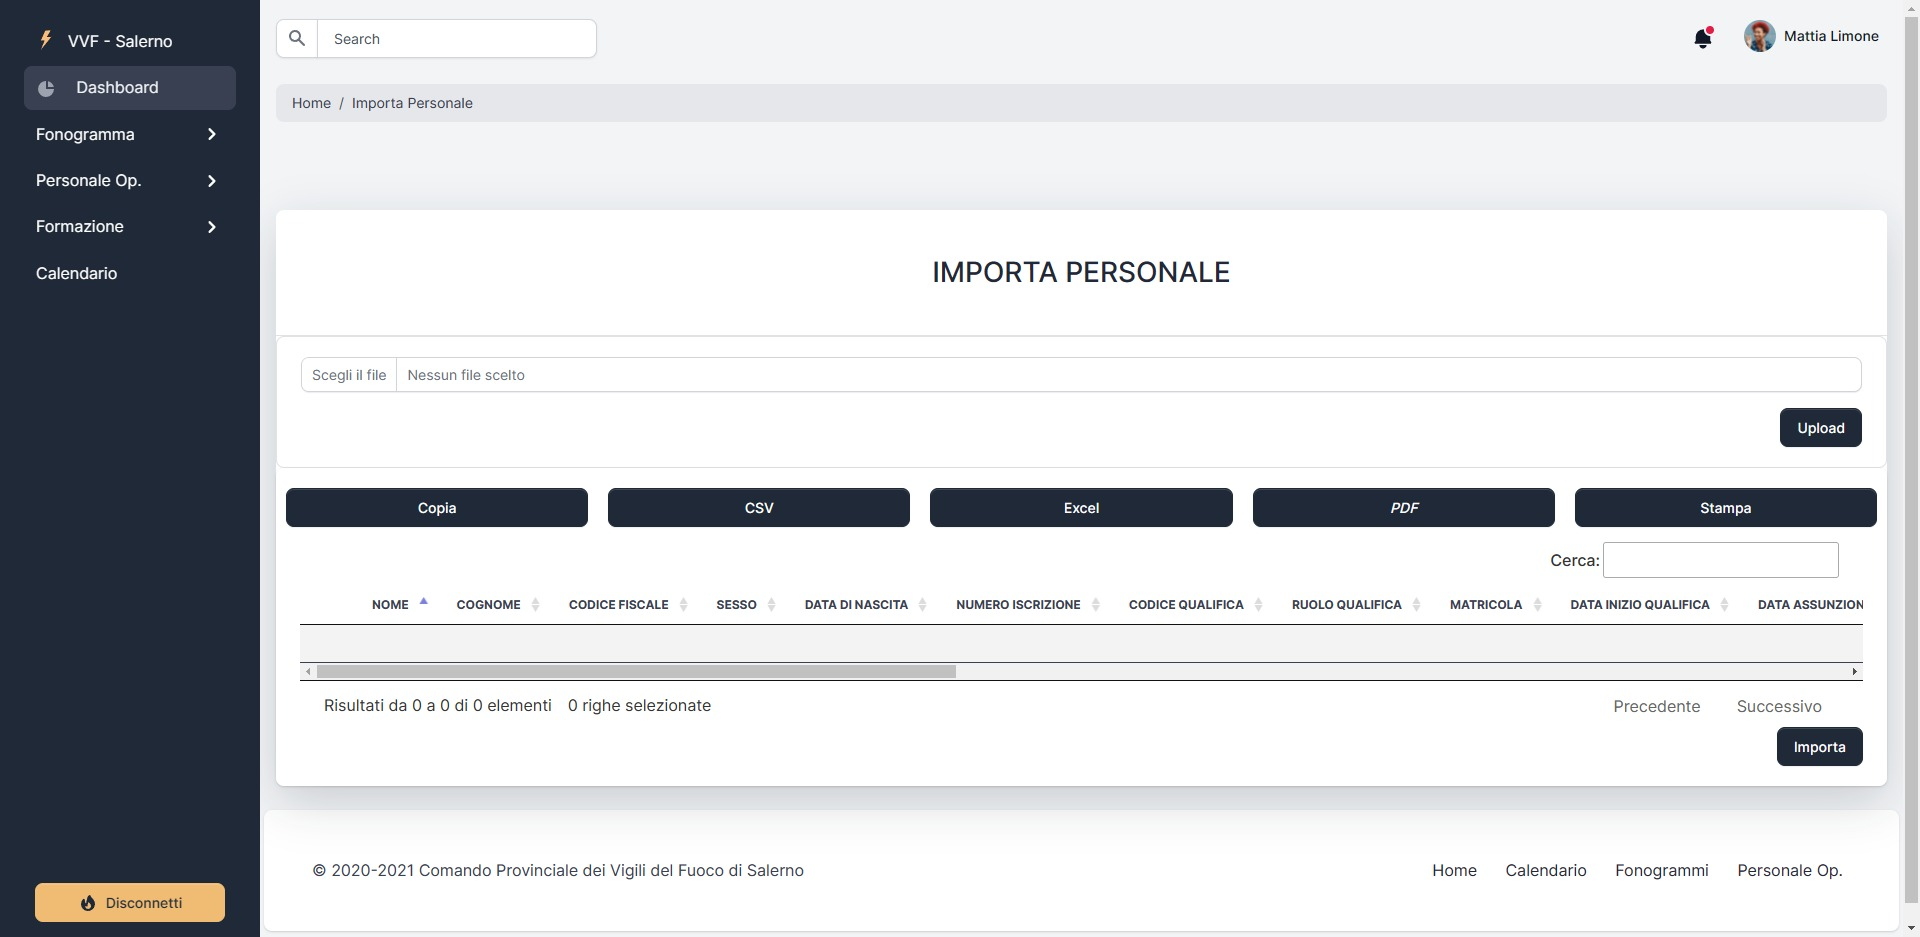 VVF - Salerno
Dashboard
Fonogramma
Personale Op.
Formazione
Calendario
Disconnetti
Search
Mattia Limone
Home / Importa Personale
IMPORTA PERSONALE
Scegli il file Nessun file scelto
Upload
Copia CSV Excel PDF Stampa
Cerca:
NOME COGNOME CODICE FISCALE SESSO DATA DI NASCITA NUMERO ISCRIZIONE CODICE QUALIFICA RUOLO QUALIFICA MATRICOLA DATA INIZIO QUALIFICA DATA ASSUNZION
Risultati da 0 a 0 di 0 elementi 0 righe selezionate
Precedente Successivo
Importa
© 2020-2021 Comando Provinciale dei Vigili del Fuoco di Salerno
Home Calendario Fonogrammi Personale Op.